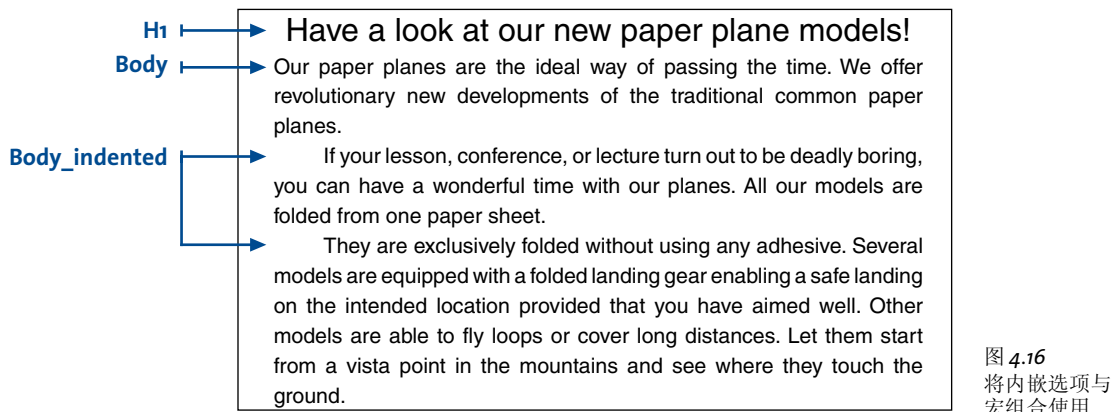 H1
Have a look at our new paper plane models!
Body
Our paper planes are the ideal way of passing the time. We offer
revolutionary new developments of the traditional common paper
planes.
Body_indented
If your lesson, conference, or lecture turn out to be deadly boring,
you can have a wonderful time with our planes. All our models are
folded from one paper sheet.
They are exclusively folded without using any adhesive. Several
models are equipped with a folded landing gear enabling a safe landing
on the intended location provided that you have aimed well. Other
models are able to fly loops or cover long distances. Let them start
from a vista point in the mountains and see where they touch the
ground.
图 4.16
将内嵌选项与
宏组合使用